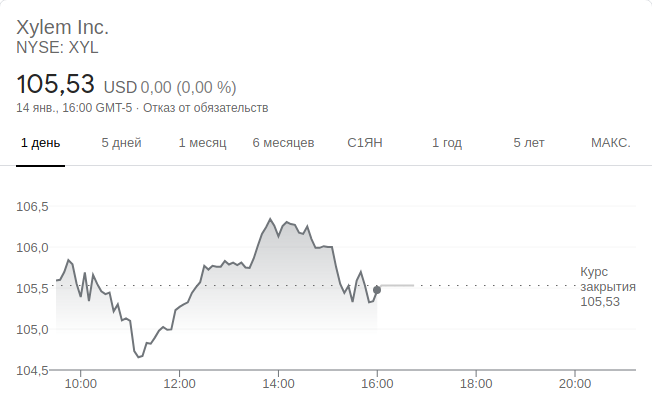 Xylem Inc.
NYSE: XYL
105,53 USD 0,00 (0,00 %)
14 янв., 16:00 GMT-5 · Отказ от обязательств
1 день 5 дней 1 месяц 6 месяцев С1ЯН 1 год 5 лет МАКС.
106,5
106,0
105,5
105,0
104,5
Курс
закрытия
105,53
10:00 12:00 14:00 16:00 18:00 20:00